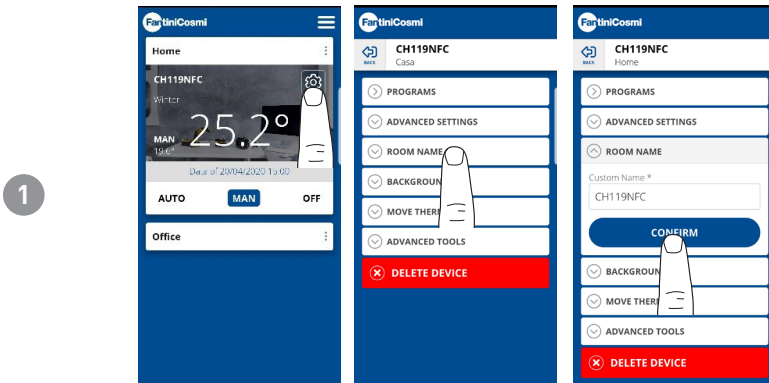 1
FantiniCosmi
Home
CH119NFC
Winter
25.2°
MAN
19.6°
Data of 20/04/2020 15:00
AUTO MAN OFF
Office
FantiniCosmi
BACK
CH119NFC
Casa
PROGRAMS
ADVANCED SETTINGS
ROOM NAME
BACKGROUN
MOVE THER
ADVANCED TOOLS
DELETE DEVICE
FantiniCosmi
BACK
CH119NFC
Home
PROGRAMS
ADVANCED SETTINGS
ROOM NAME
Custom Name *
CH119NFC
CONFIRM
BACKGROUN
MOVE THER
ADVANCED TOOLS
DELETE DEVICE